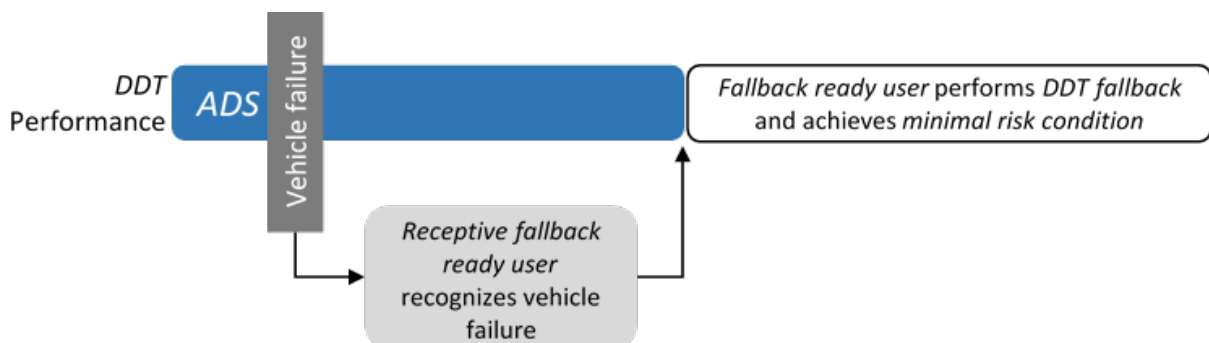 DDT
Performance
ADS
Vehicle failure
Fallback ready user performs DDT fallback
and achieves minimal risk condition
Receptive fallback
ready user
recognizes vehicle
failure